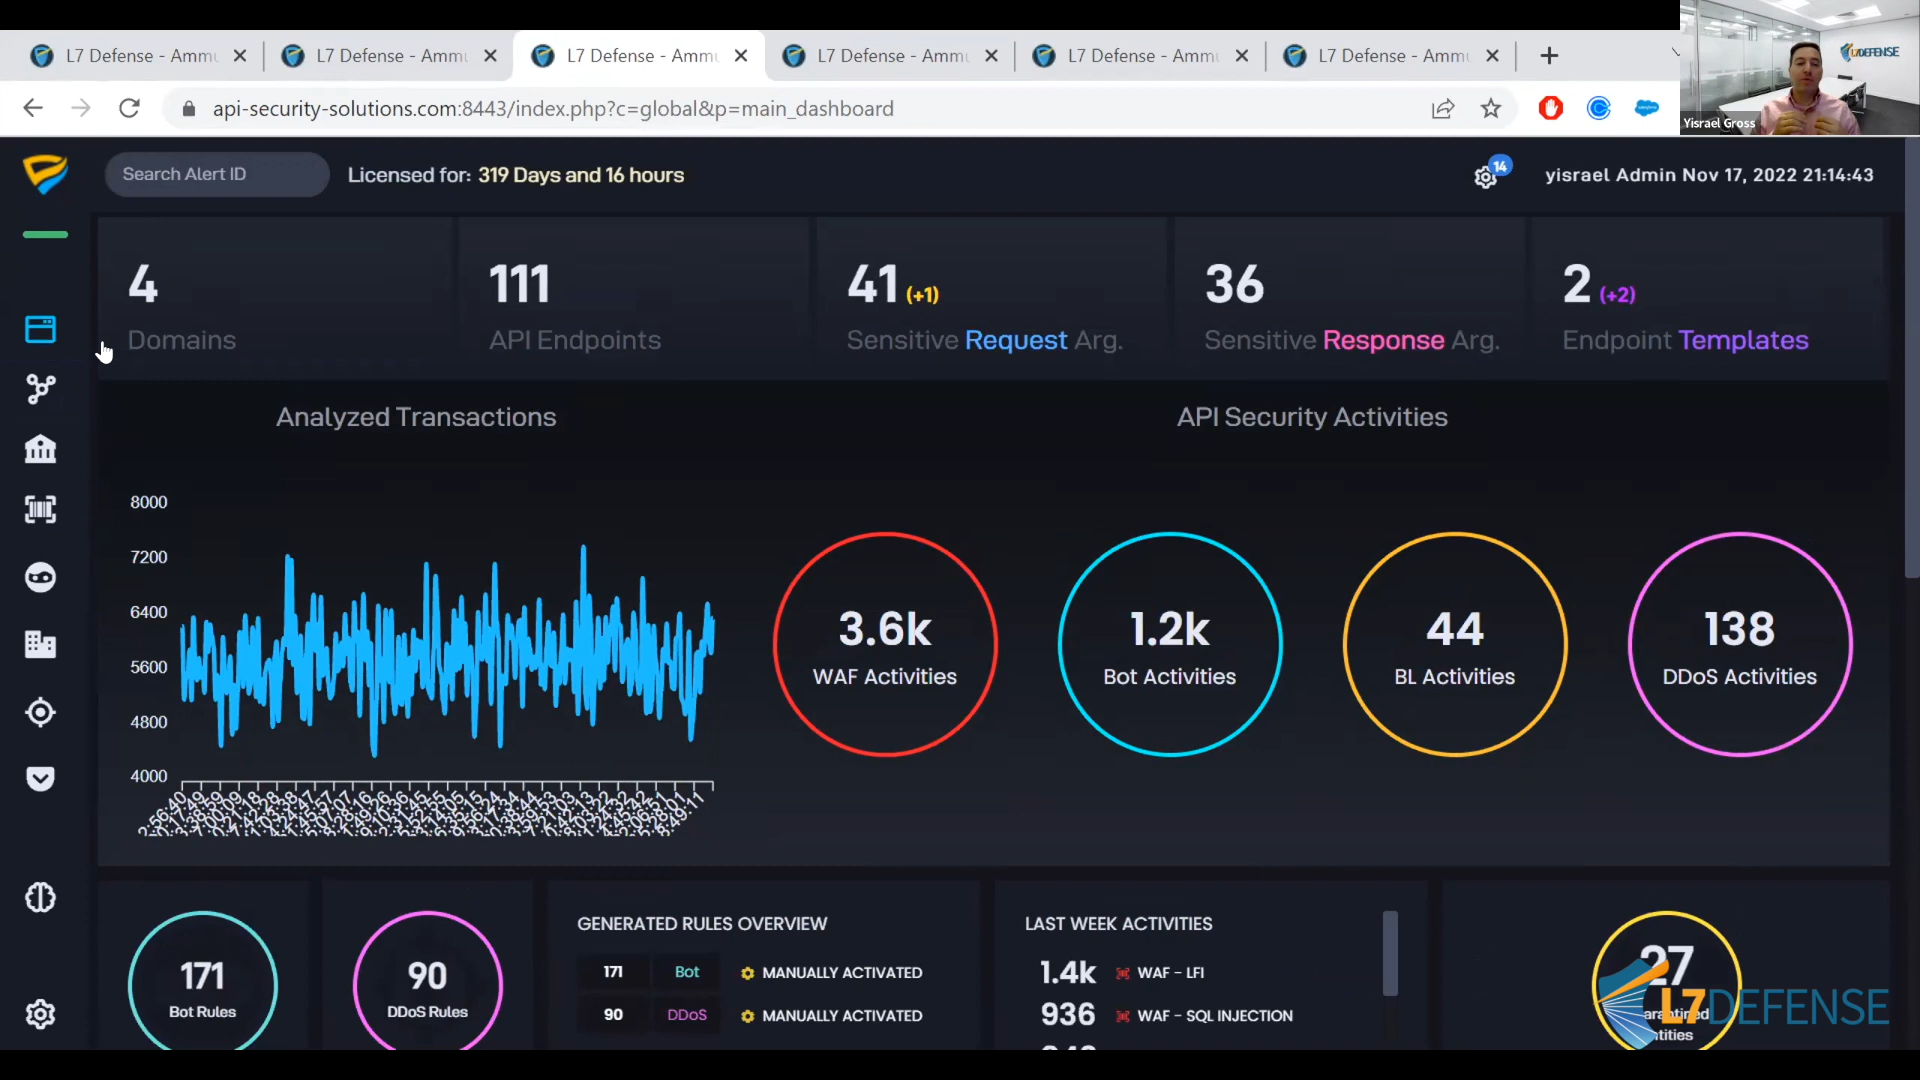 L7 Defense - Ammu
L7 Defense - Ammu
L7 Defense - Ammu
L7 Defense - Ammu
L7 Defense - Ammu
L7 Defense - Ammu
api-security-solutions.com:8443/index.php?c=global&p=main_dashboard
L7DEFENSE
Yisrael Gross
Search Alert ID
Licensed for: 319 Days and 16 hours
14
yisrael Admin Nov 17, 2022 21:14:43
4
Domains
111
API Endpoints
41 (+1)
Sensitive Request Arg.
36
Sensitive Response Arg.
2 (+2)
Endpoint Templates
Analyzed Transactions
8000
7200
6400
5600
4800
4000
API Security Activities
3.6k
WAF Activities
1.2k
Bot Activities
44
BL Activities
138
DDoS Activities
171
Bot Rules
90
DDoS Rules
GENERATED RULES OVERVIEW
171 Bot MANUALLY ACTIVATED
90 DDoS MANUALLY ACTIVATED
LAST WEEK ACTIVITIES
1.4k WAF - LFI
936 WAF - SQL INJECTION
27
L7DEFENSE